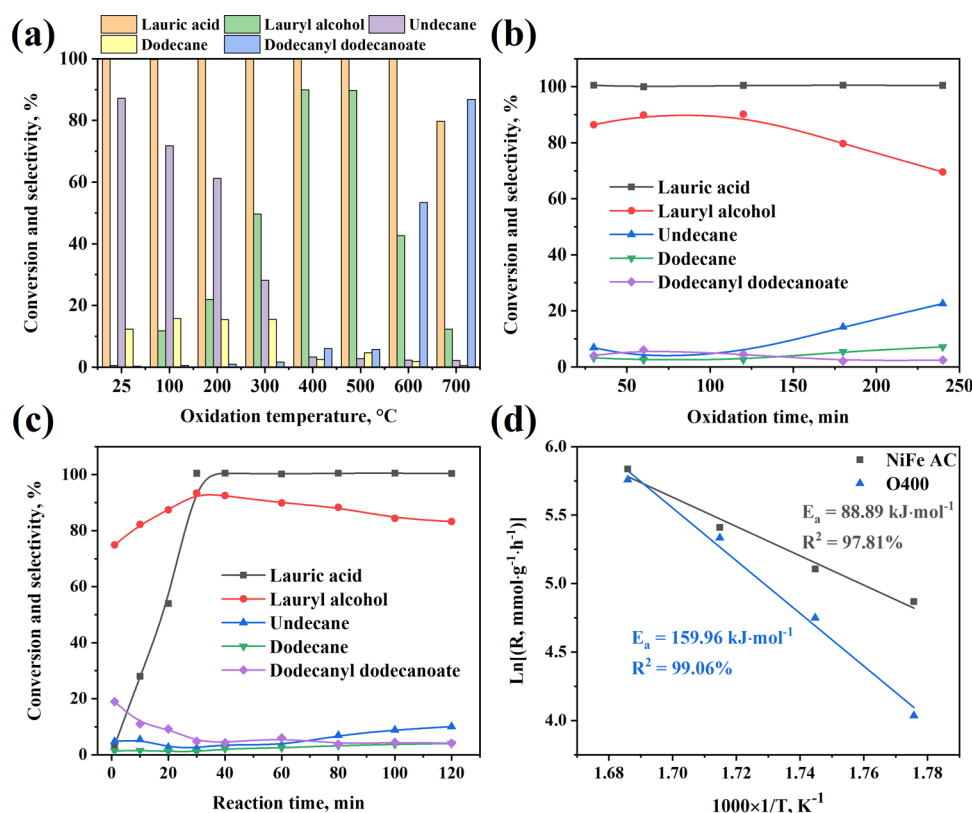 (a)
Lauric acid Lauryl alcohol Undecane
Dodecane Dodecanyl dodecanoate
Conversion and selectivity, %
100
80
60
40
20
0
25 100 200 300 400 500 600 700
Oxidation temperature, °C
(b)
Conversion and selectivity, %
100
80
60
40
20
0
Lauric acid
Lauryl alcohol
Undecane
Dodecane
Dodecanyl dodecanoate
50 100 150 200 250
Oxidation time, min
(c)
Conversion and selectivity, %
100
80
60
40
20
0
Lauric acid
Lauryl alcohol
Undecane
Dodecane
Dodecanyl dodecanoate
0 20 40 60 80 100 120
Reaction time, min
(d)
Ln[(R, mmol·g⁻¹·h⁻¹)]
6.0
5.5
5.0
4.5
4.0
NiFe AC
O400
Eₐ = 88.89 kJ·mol⁻¹
R² = 97.81%
Eₐ = 159.96 kJ·mol⁻¹
R² = 99.06%
1.68 1.70 1.72 1.74 1.76 1.78
1000×1/T, K⁻¹